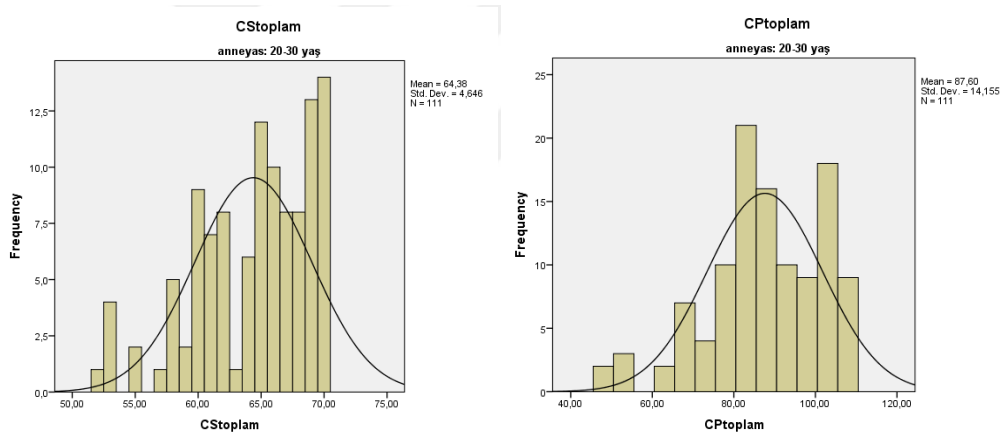 CStoplam
anneyas: 20-30 yaş
Mean = 64,38
Std. Dev. = 4,646
N = 111
12,5
10,0
7,5
5,0
2,5
0,0
Frequency
50,00 55,00 60,00 65,00 70,00 75,00
CStoplam
CPtoplam
anneyas: 20-30 yaş
Mean = 87,60
Std. Dev. = 14,155
N = 111
25
20
15
10
5
0
Frequency
40,00 60,00 80,00 100,00 120,00
CPtoplam